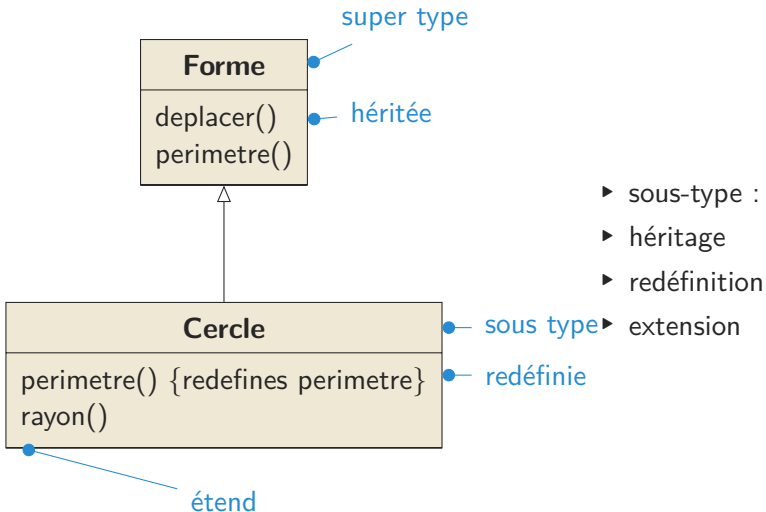 super type
Forme
deplacer()
héritée
perimetre()
sous-type :
héritage
redéfinition
extension
Cercle
sous type
perimetre() {redefines perimetre}
redéfinie
rayon()
étend